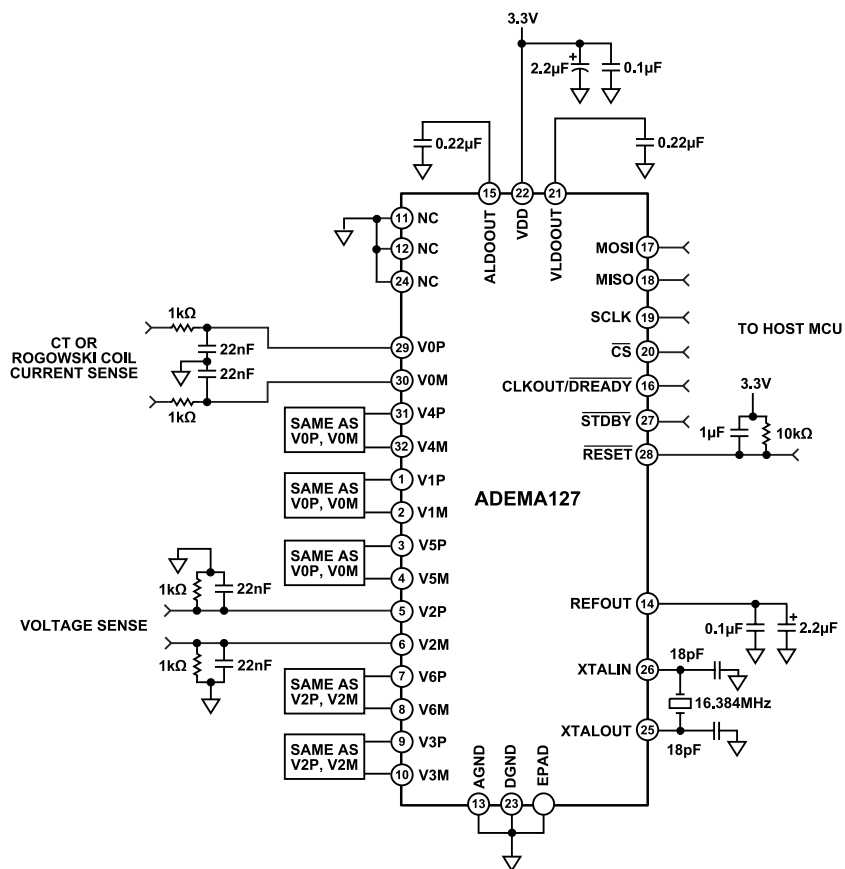 3.3V
2.2µF
+
0.1µF
0.22µF
0.22µF
15
22
21
ALDOOUT
VDD
VLDOOUT
11 NC
12 NC
24 NC
MOSI 17
MISO 18
SCLK 19
CS 20
CLKOUT/DREADY 16
STDBY 27
RESET 28
TO HOST MCU
3.3V
1µF
10kΩ
CT OR
ROGOWSKI COIL
CURRENT SENSE
1kΩ
22nF
22nF
1kΩ
29 V0P
30 V0M
SAME AS
V0P, V0M
31 V4P
32 V4M
SAME AS
V0P, V0M
1 V1P
2 V1M
SAME AS
V0P, V0M
3 V5P
4 V5M
ADEMA127
VOLTAGE SENSE
1kΩ
22nF
5 V2P
6 V2M
1kΩ
22nF
SAME AS
V2P, V2M
7 V6P
8 V6M
SAME AS
V2P, V2M
9 V3P
10 V3M
REFOUT 14
0.1µF
+
2.2µF
XTALIN 26
18pF
16.384MHz
XTALOUT 25
18pF
AGND
DGND
EPAD
13
23